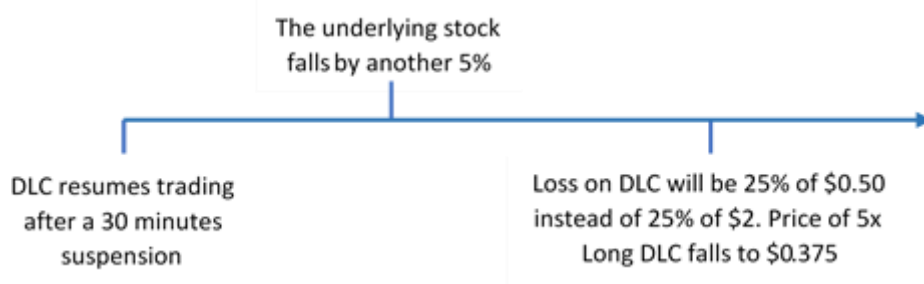 The underlying stock
falls by another 5%
DLC resumes trading
after a 30 minutes
suspension
Loss on DLC will be 25% of $0.50
instead of 25% of $2. Price of 5x
Long DLC falls to $0.375